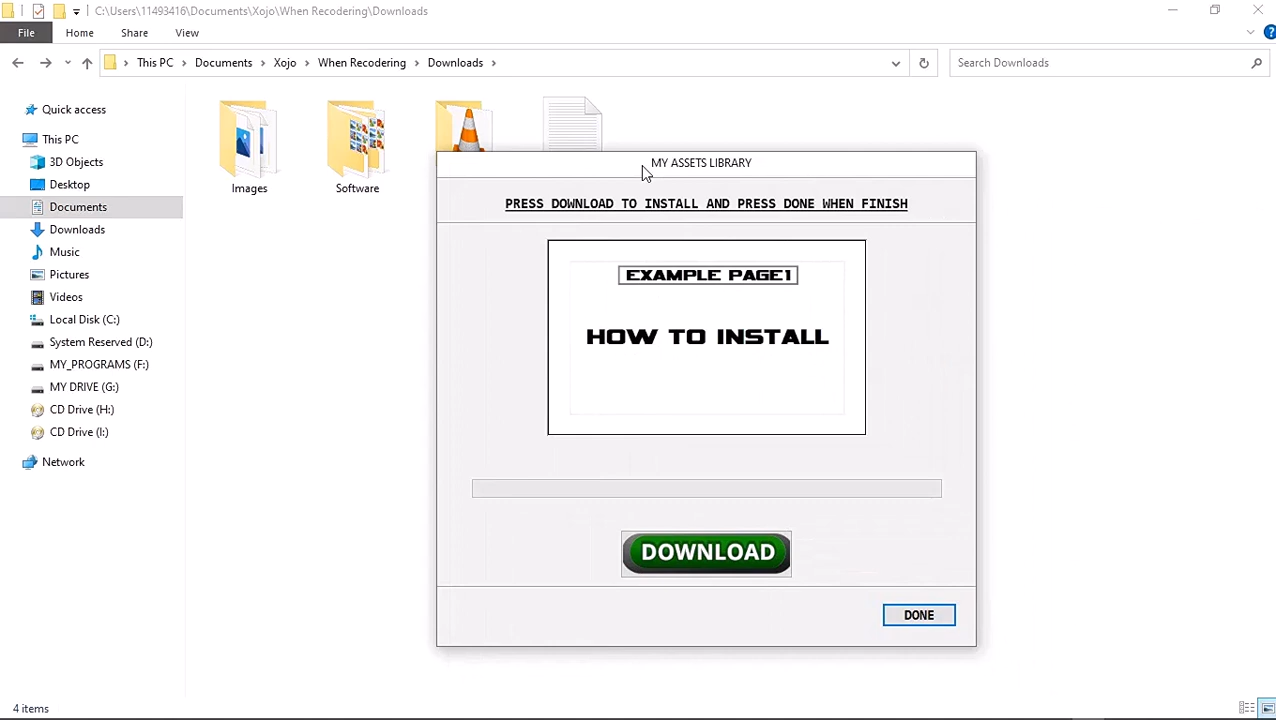 C:\Users\11493416\Documents\Xojo\When Recodering\Downloads
File Home Share View
This PC Documents Xojo When Recodering Downloads
Search Downloads
Quick access
This PC
3D Objects
Desktop
Documents
Downloads
Music
Pictures
Videos
Local Disk (C:)
System Reserved (D:)
MY_PROGRAMS (F:)
MY DRIVE (G:)
CD Drive (H:)
CD Drive (I:)
Network
Images
Software
MY ASSETS LIBRARY
PRESS DOWNLOAD TO INSTALL AND PRESS DONE WHEN FINISH
EXAMPLE PAGE1
HOW TO INSTALL
DOWNLOAD
DONE
4 items